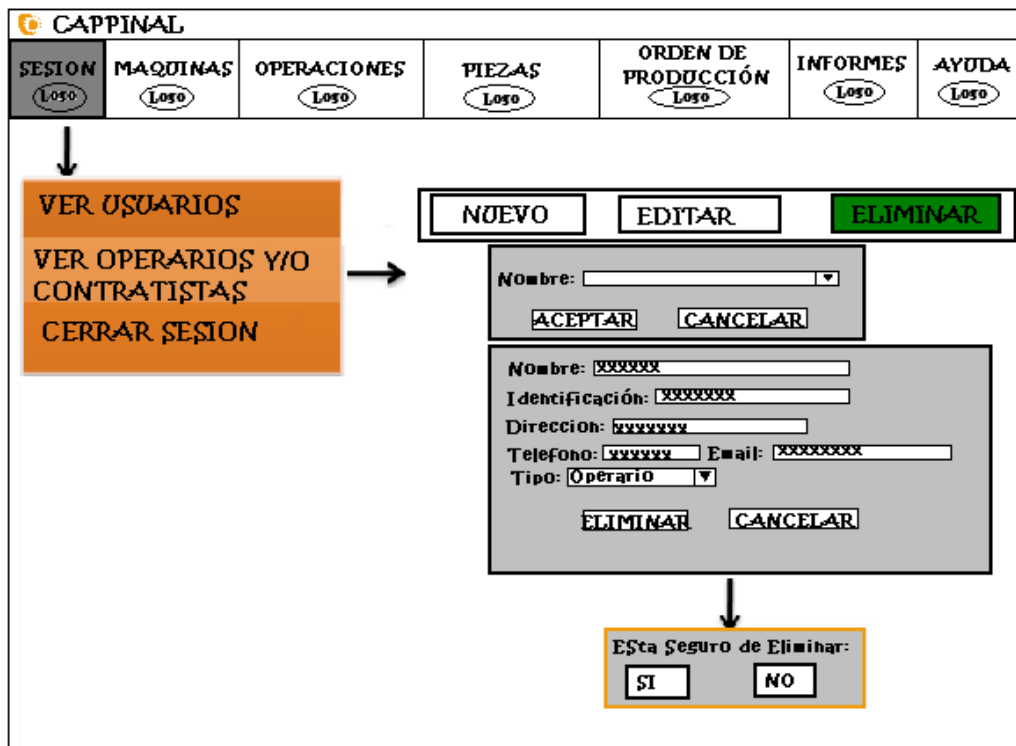 CAPPINAL
SESION MAQUINAS OPERACIONES PIEZAS ORDEN DE PRODUCCIÓN INFORMES AYUDA
Logo Logo Logo Logo Logo Logo Logo
VER USUARIOS
VER OPERARIOS Y/O
CONTRATISTAS
CERRAR SESION
NUEVO EDITAR ELIMINAR
Nombre:
ACEPTAR CANCELAR
Nombre: XXXXXX
Identificación: XXXXXXX
Direccion: xxxxxxx
Telefono: xxxxxx Email: XXXXXXXX
Tipo: Operario
ELIMINAR CANCELAR
ESta Seguro de Eliminar:
SI NO